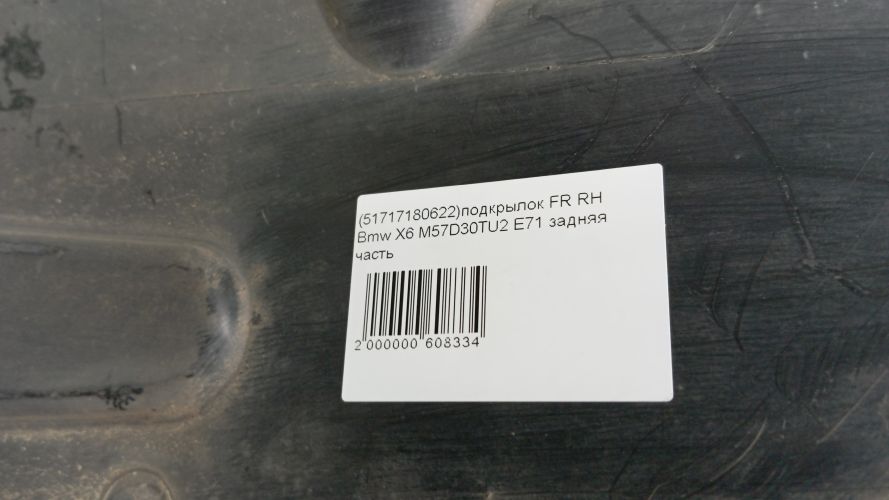 (51717180622)подкрылок FR RH
Bmw X6 M57D30TU2 E71 задняя
часть
2 000000 608334